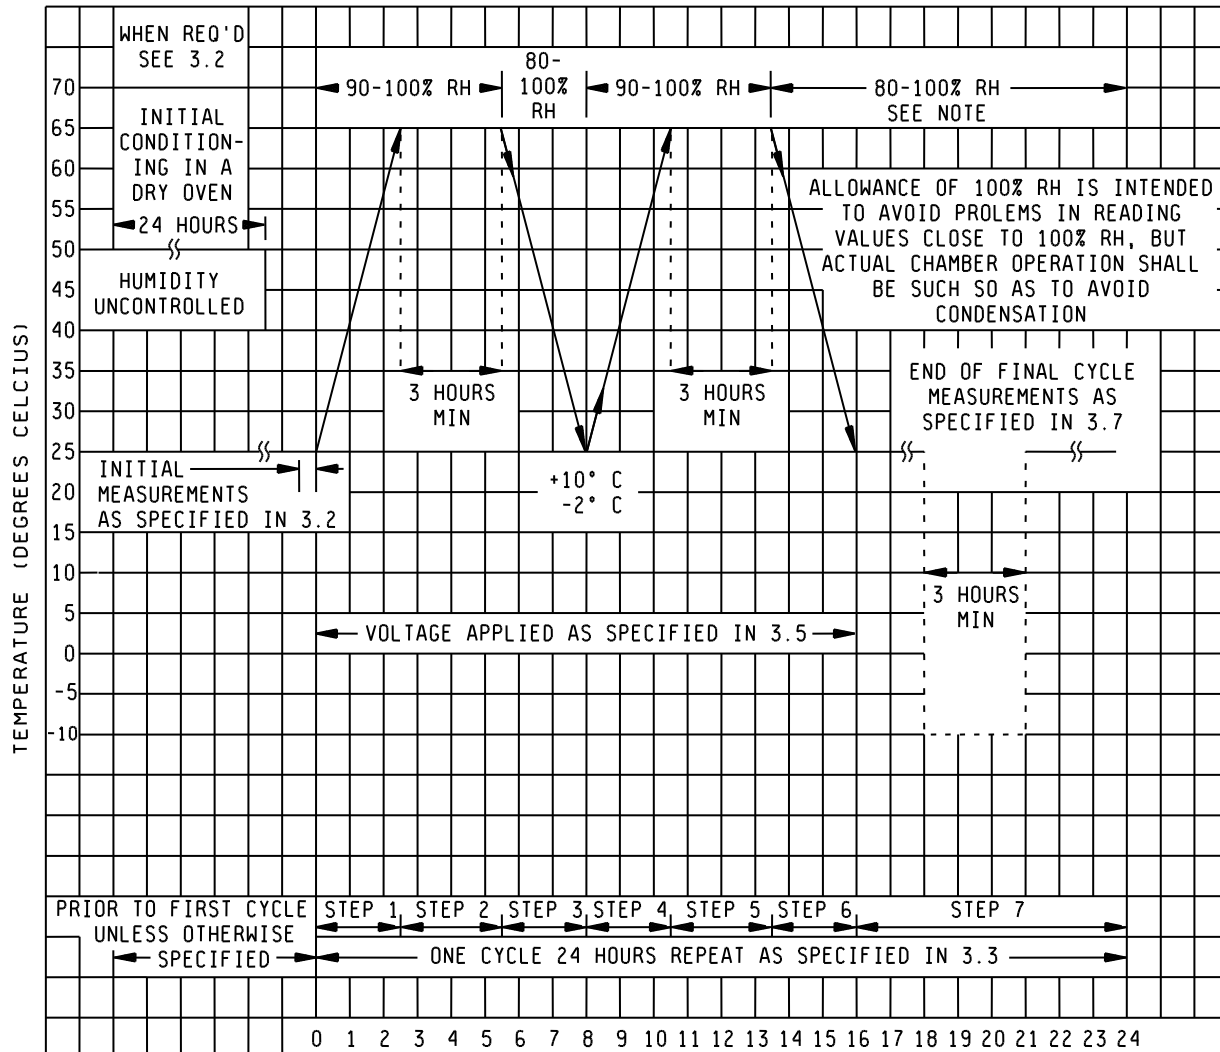 WHEN REQ'D
SEE 3.2
INITIAL
CONDITION-
ING IN A
DRY OVEN
24 HOURS
HUMIDITY
UNCONTROLLED
90-100% RH
80-
100%
RH
90-100% RH
80-100% RH
SEE NOTE
ALLOWANCE OF 100% RH IS INTENDED
TO AVOID PROLEMS IN READING
VALUES CLOSE TO 100% RH, BUT
ACTUAL CHAMBER OPERATION SHALL
BE SUCH SO AS TO AVOID
CONDENSATION
3 HOURS
MIN
3 HOURS
MIN
END OF FINAL CYCLE
MEASUREMENTS AS
SPECIFIED IN 3.7
INITIAL
MEASUREMENTS
AS SPECIFIED IN 3.2
+10° C
-2° C
3 HOURS
MIN
VOLTAGE APPLIED AS SPECIFIED IN 3.5
TEMPERATURE (DEGREES CELCIUS)
70
65
60
55
50
45
40
35
30
25
20
15
10
5
0
-5
-10
PRIOR TO FIRST CYCLE
UNLESS OTHERWISE
SPECIFIED
STEP 1 STEP 2 STEP 3 STEP 4 STEP 5 STEP 6 STEP 7
ONE CYCLE 24 HOURS REPEAT AS SPECIFIED IN 3.3
0 1 2 3 4 5 6 7 8 9 10 11 12 13 14 15 16 17 18 19 20 21 22 23 24